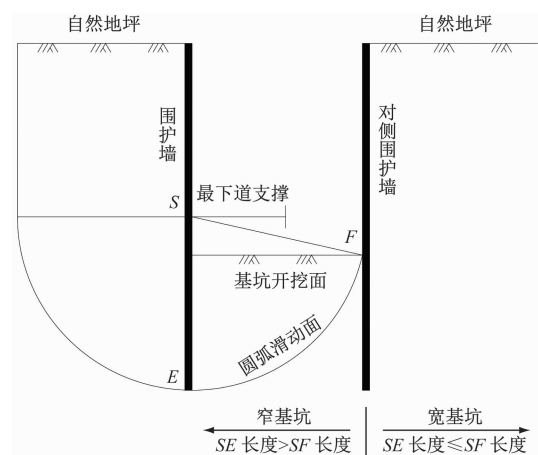 自然地坪
自然地坪
围护墙
对侧围护墙
S
最下道支撑
F
基坑开挖面
圆弧滑动面
E
窄基坑
宽基坑
SE 长度>SF 长度
SE 长度≤SF 长度